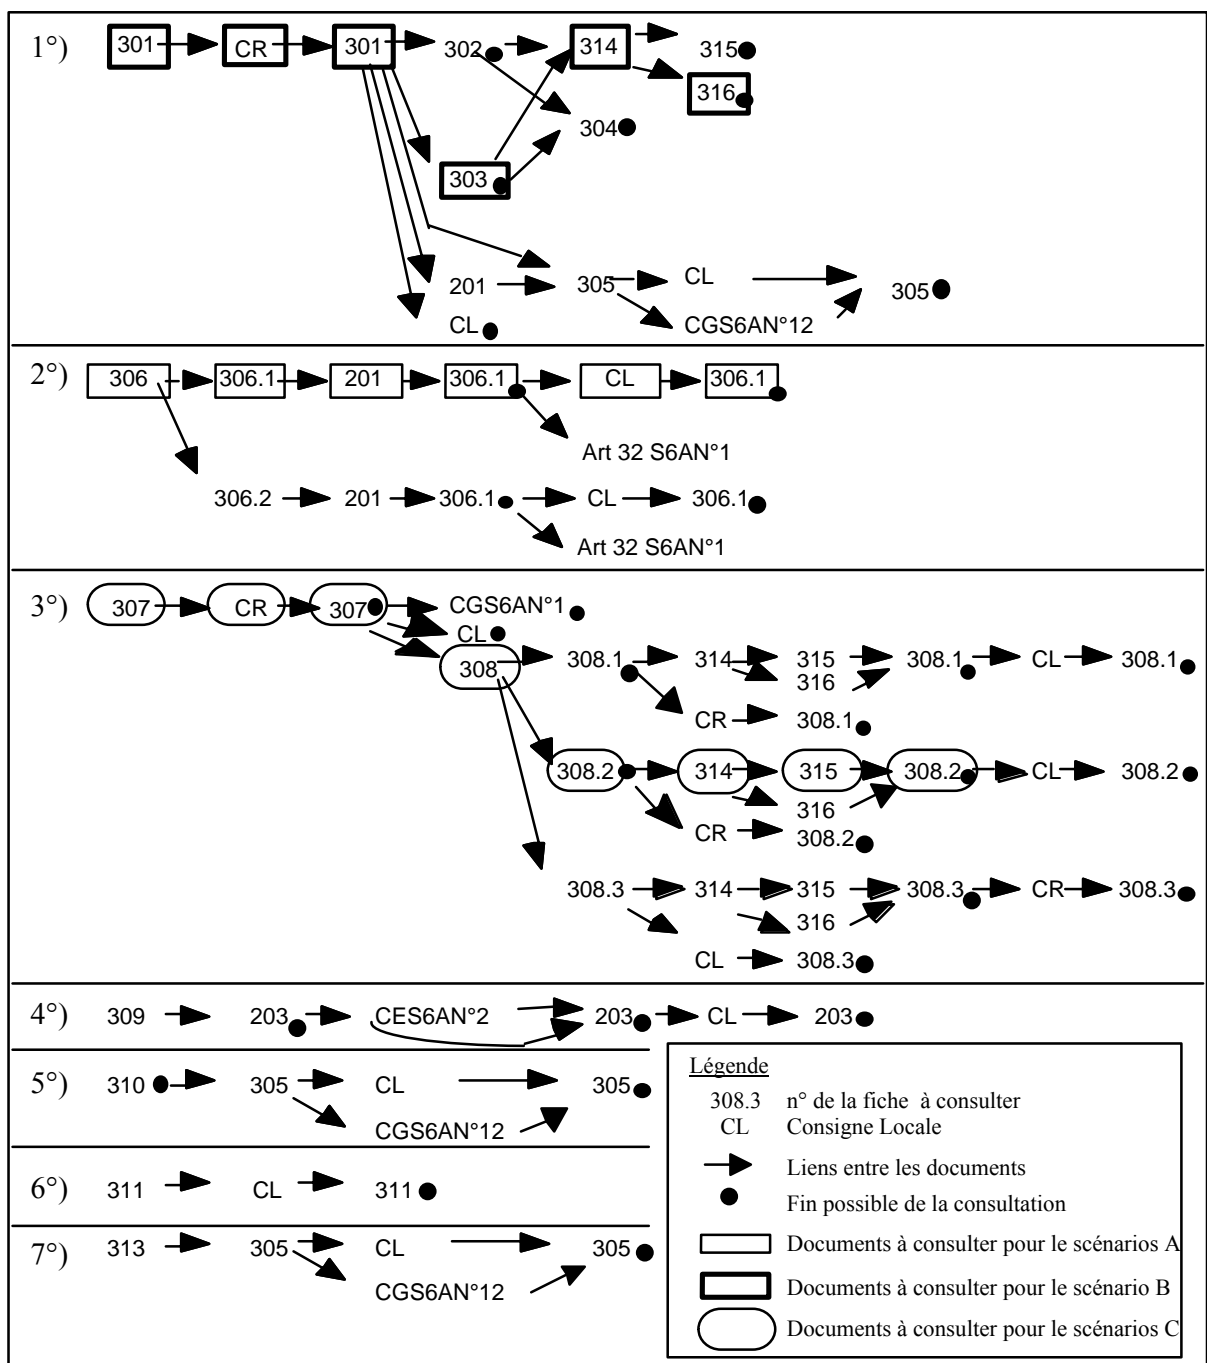 1°) 301 CR 301 302 314 315
316
304
303
201 305 CL 305
CL CGS6AN°12
2°) 306 306.1 201 306.1 CL 306.1
Art 32 S6AN°1
306.2 201 306.1 CL 306.1
Art 32 S6AN°1
3°) 307 CR 307 CGS6AN°1
CL
308 308.1 314 315 308.1 CL 308.1
316
CR 308.1
308.2 314 315 308.2 CL 308.2
316
CR 308.2
308.3 314 315 308.3 CR 308.3
316
CL 308.3
4°) 309 203 CES6AN°2 203 CL 203
5°) 310 305 CL 305
CGS6AN°12
6°) 311 CL 311
7°) 313 305 CL 305
CGS6AN°12
Légende
308.3 n° de la fiche à consulter
CL Consigne Locale
Liens entre les documents
Fin possible de la consultation
Documents à consulter pour le scénarios A
Documents à consulter pour le scénario B
Documents à consulter pour le scénarios C